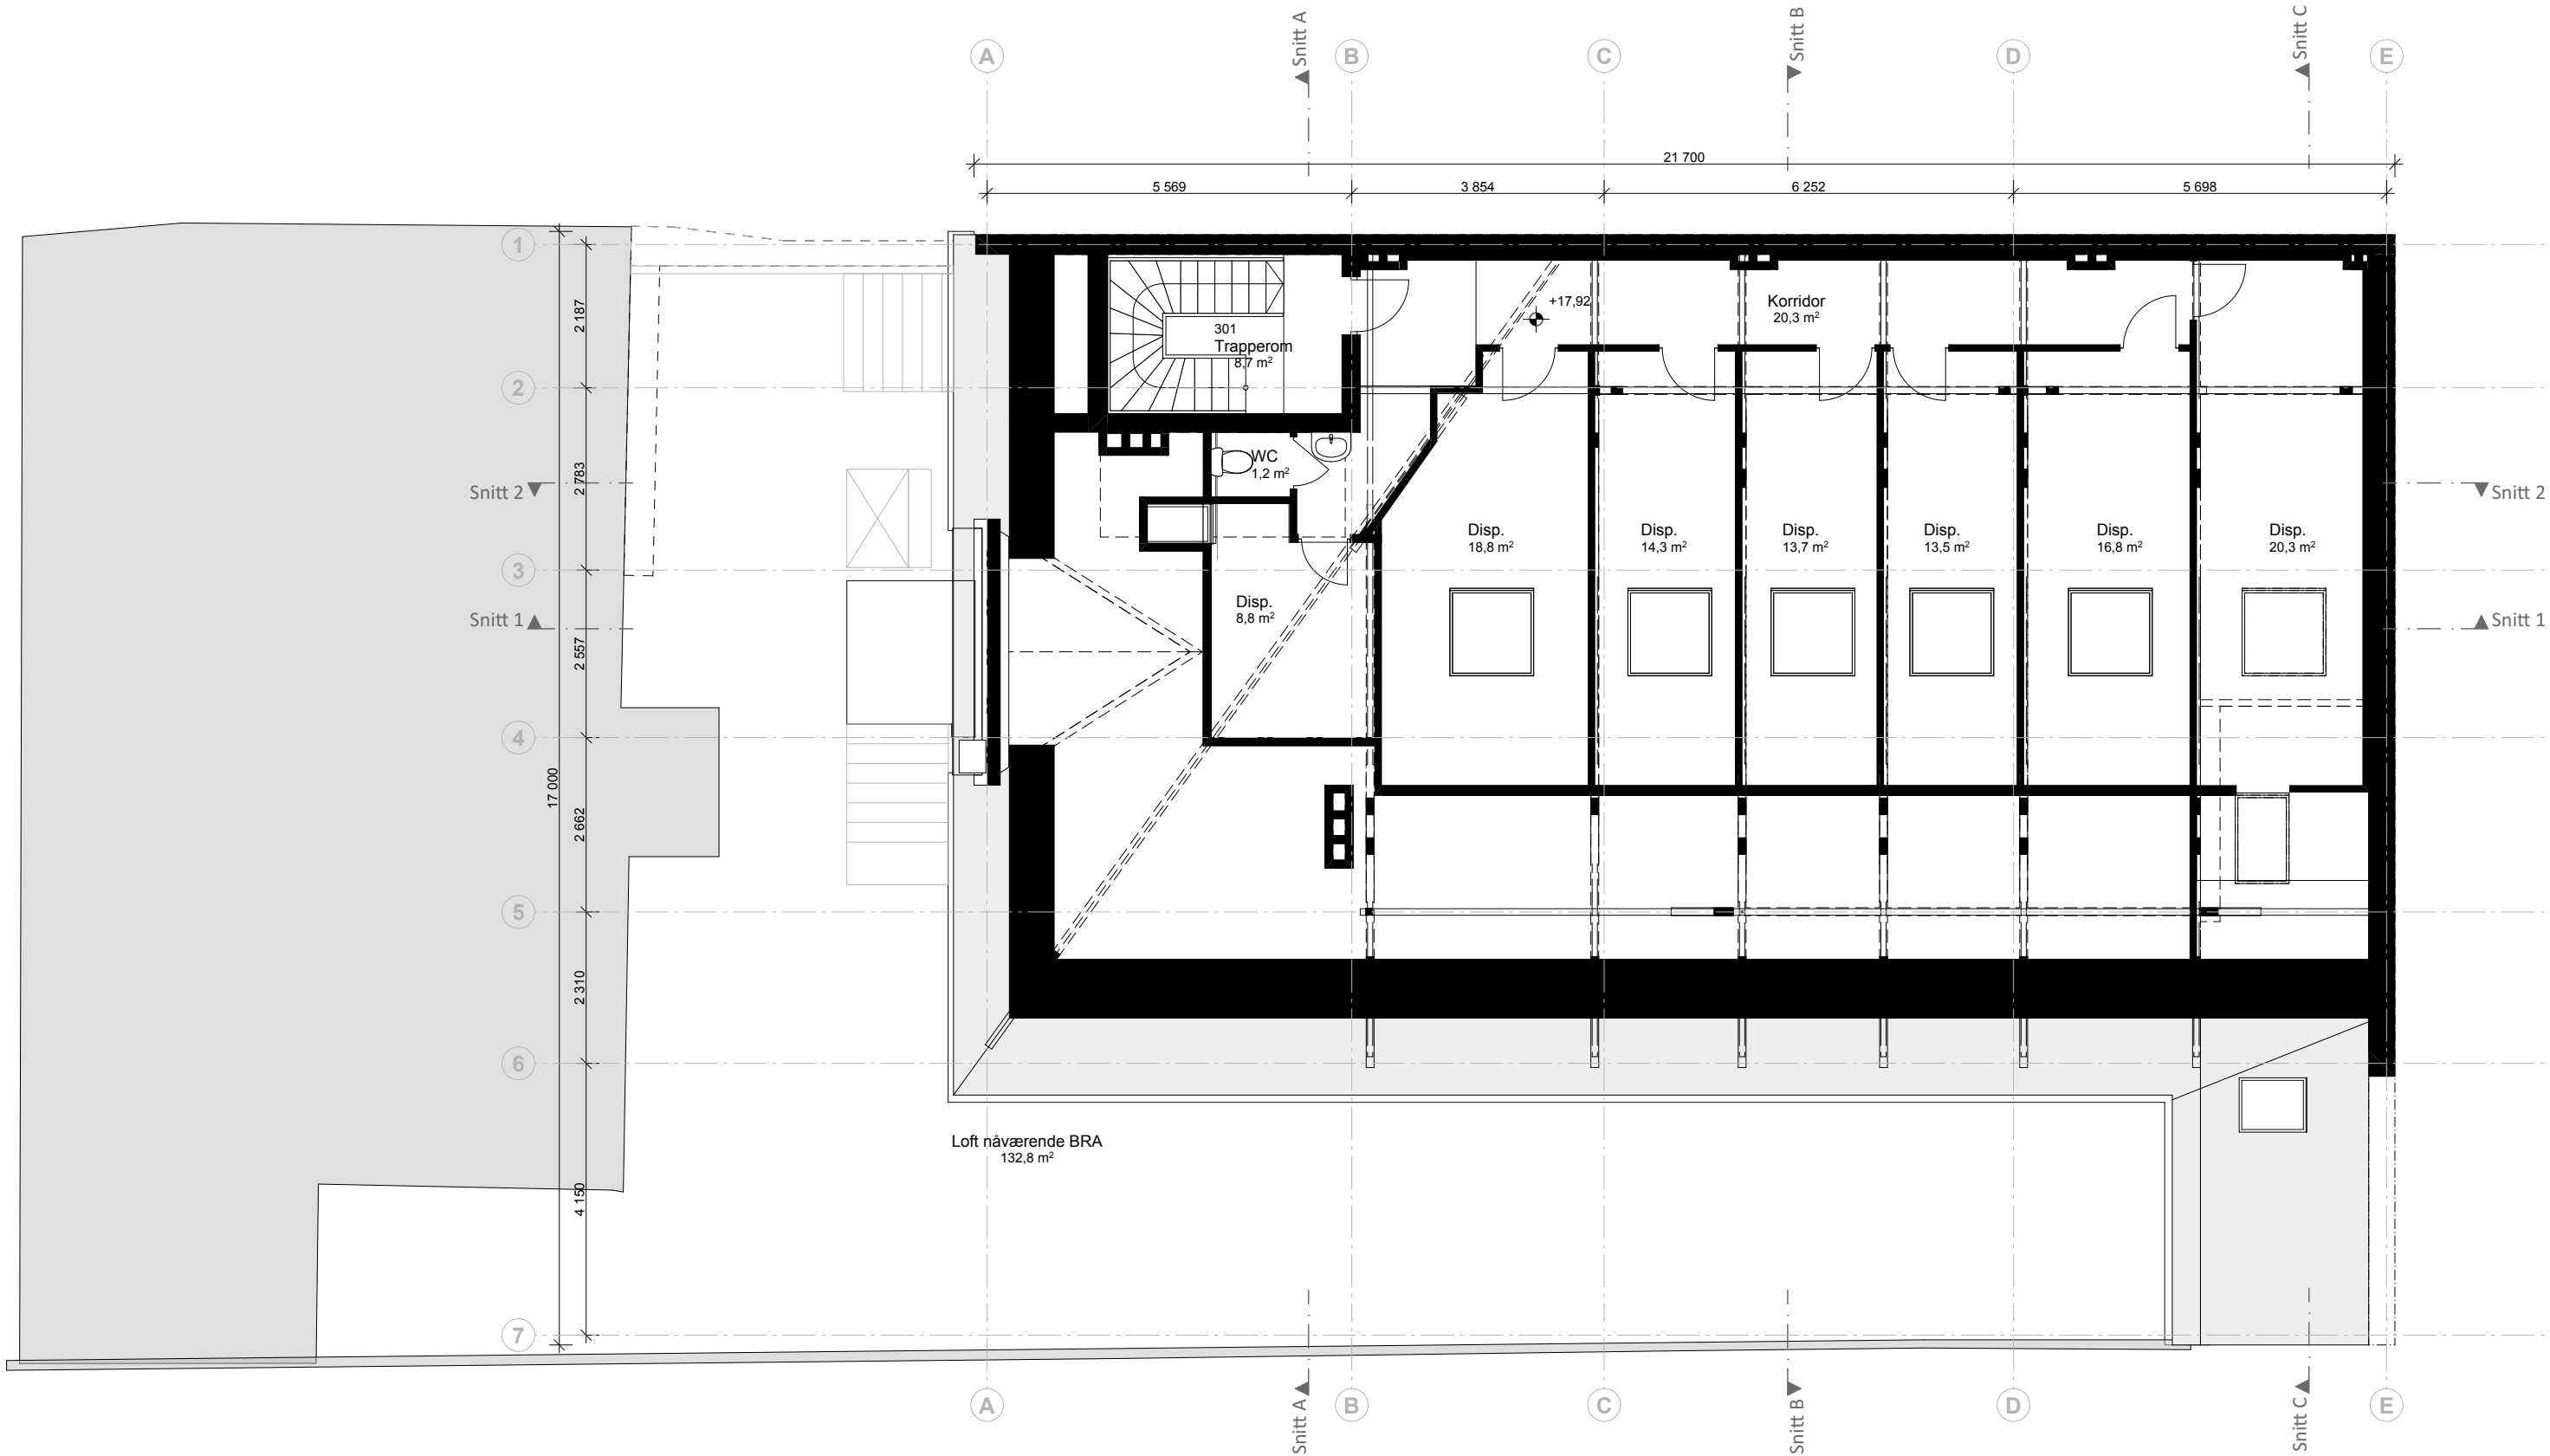 Snitt A
Snitt B
Snitt C
A
B
C
D
E
21 700
5 569
3 854
6 252
5 698
1
2
3
4
5
6
7
17 000
2 187
2 783
2 557
2 662
2 310
4 150
Snitt 2
Snitt 1
Snitt 2
Snitt 1
301
Trapperom
8,7 m²
+17,92
Korridor
20,3 m²
WC
1,2 m²
Disp.
8,8 m²
Disp.
18,8 m²
Disp.
14,3 m²
Disp.
13,7 m²
Disp.
13,5 m²
Disp.
16,8 m²
Disp.
20,3 m²
Loft nåværende BRA
132,8 m²
A
B
C
D
E
Snitt A
Snitt B
Snitt C